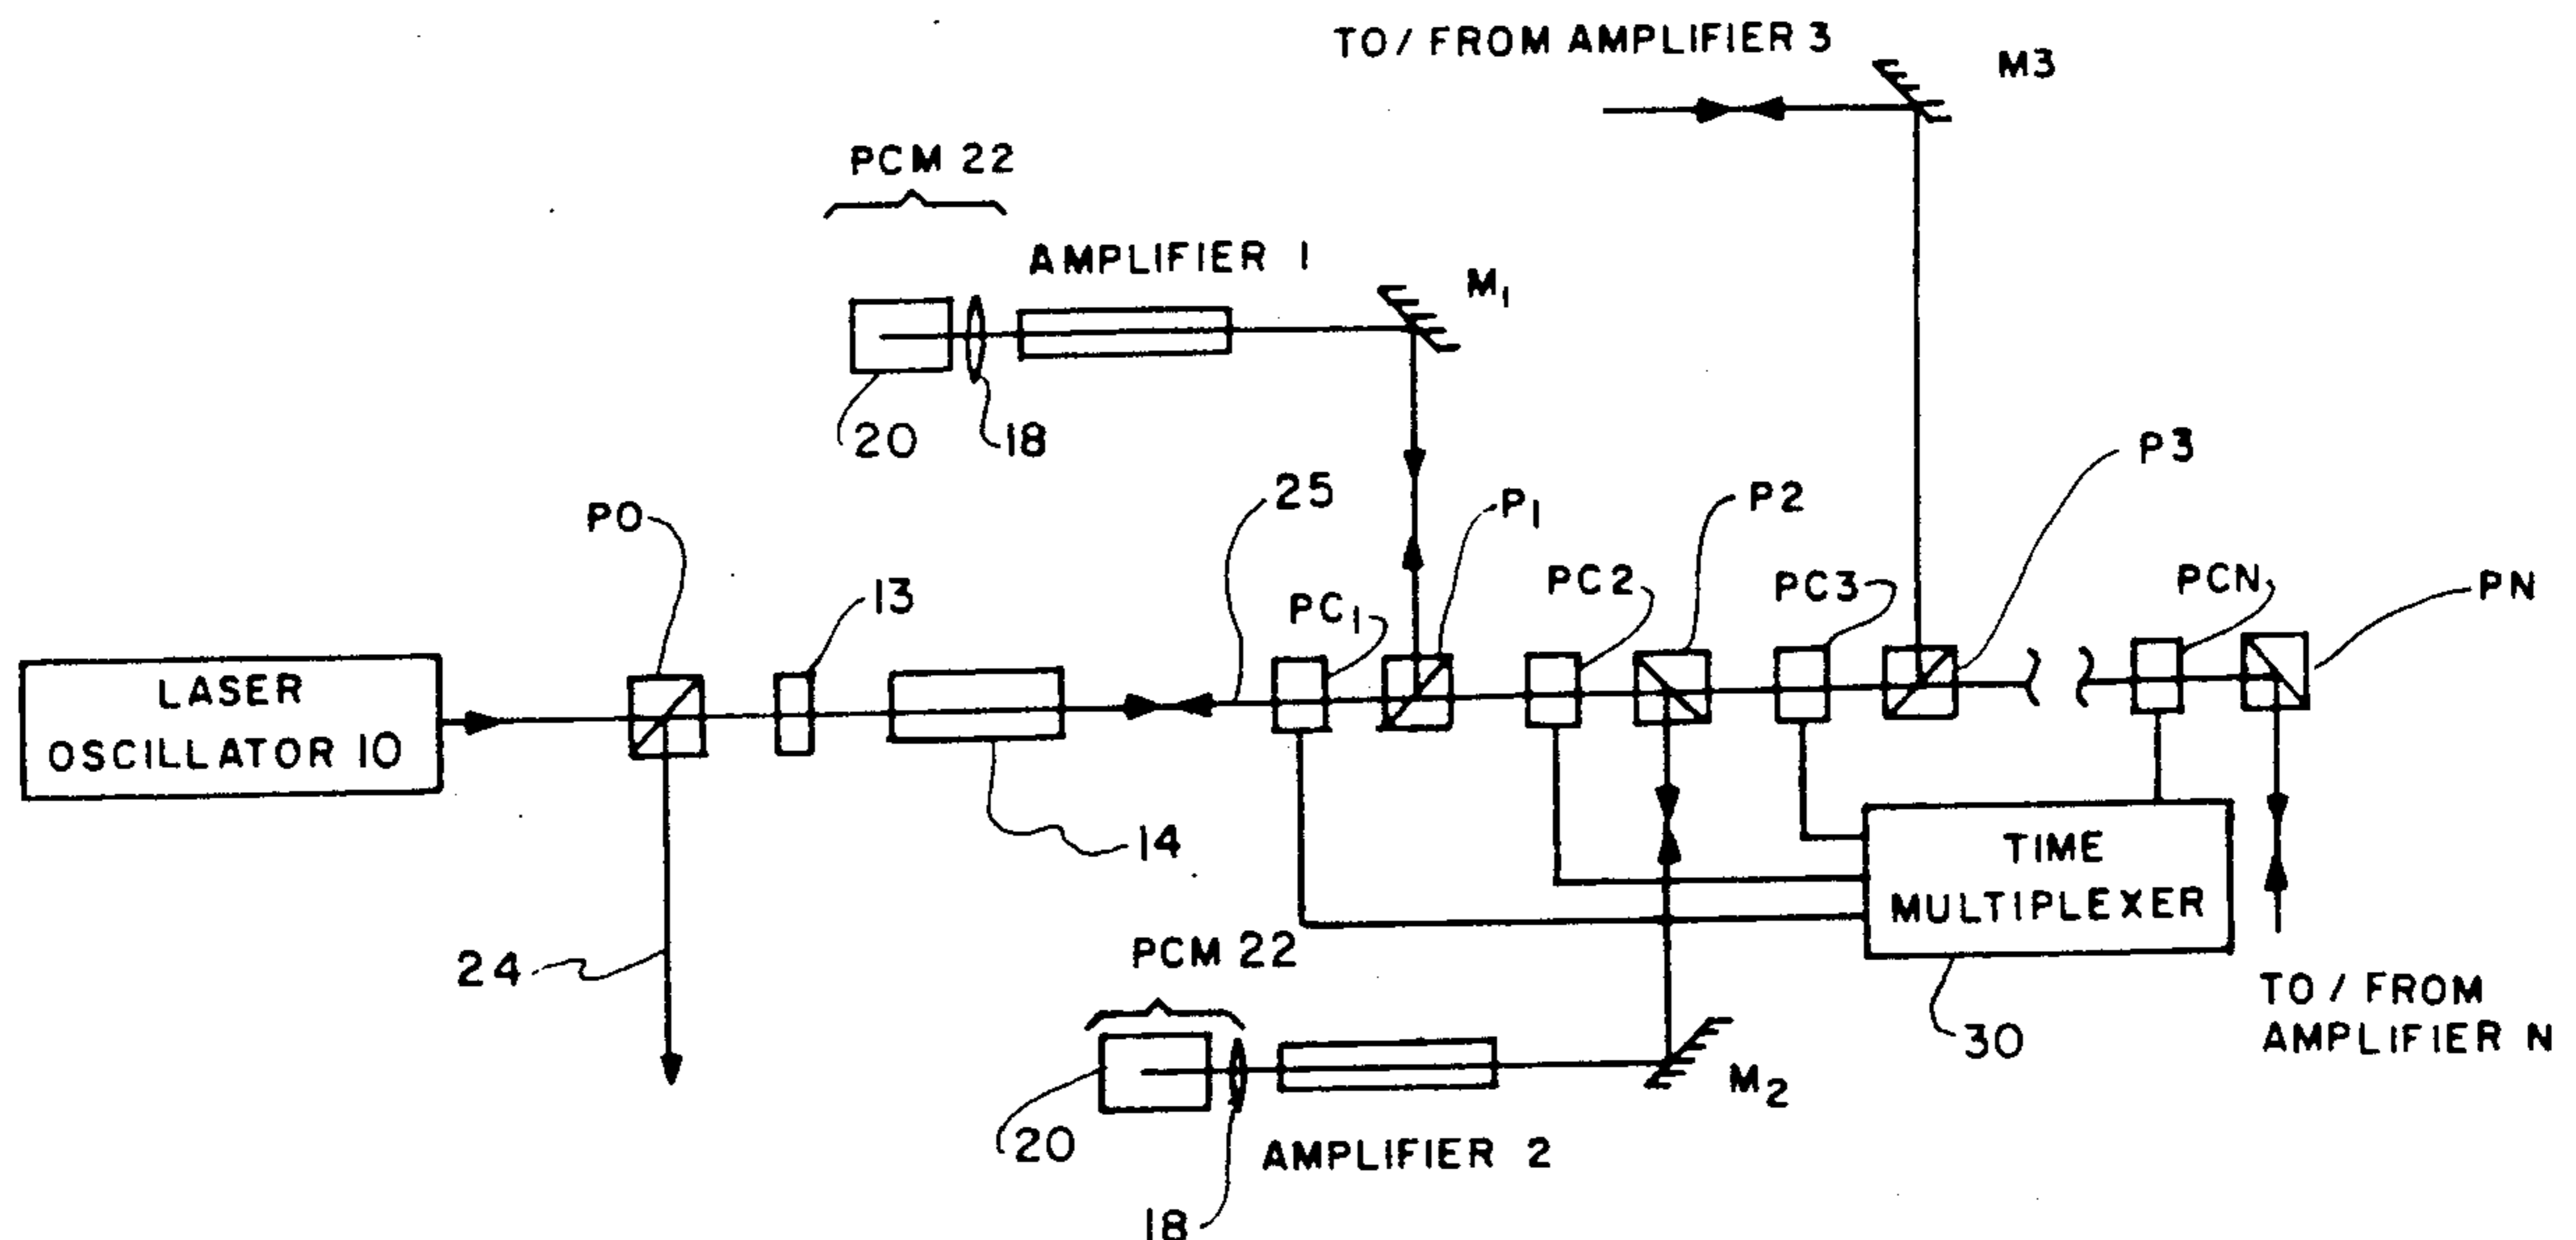 TO / FROM AMPLIFIER 3
M3
PCM 22
AMPLIFIER 1
M1
20
18
25
P1
P2
P3
PO
13
PC1
PC2
PC3
PCN
PN
LASER
OSCILLATOR 10
14
TIME
MULTIPLEXER
24
PCM 22
30
TO / FROM
AMPLIFIER N
M2
20
AMPLIFIER 2
18